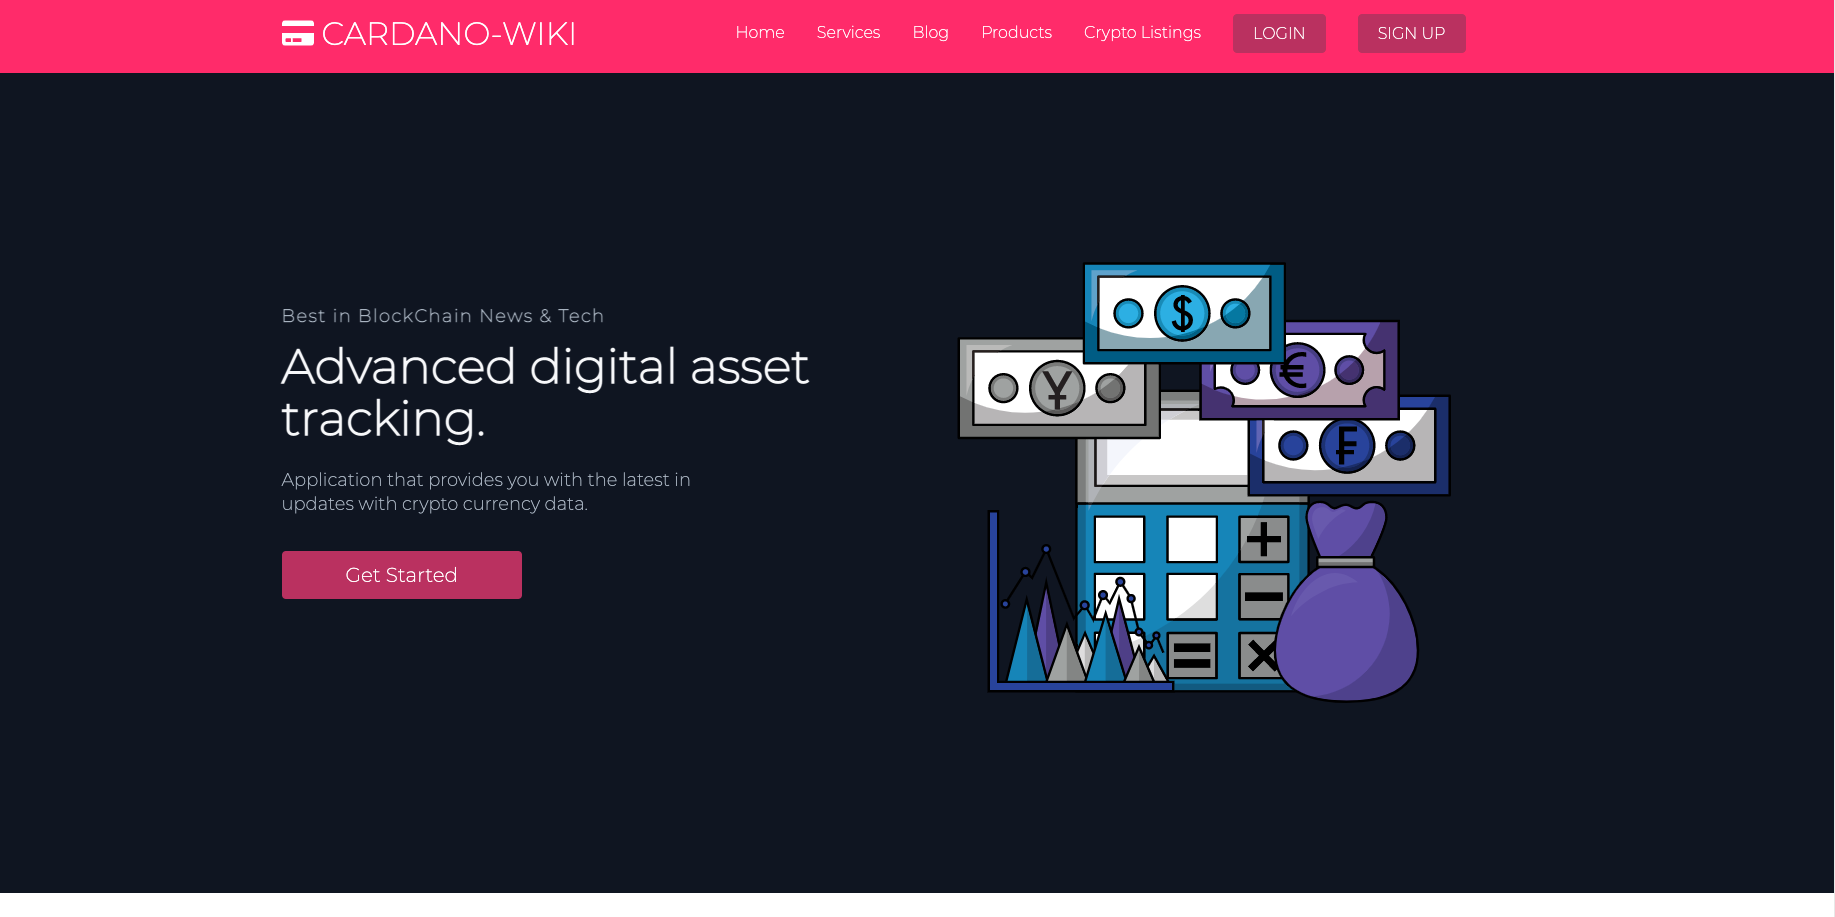 CARDANO-WIKI
Home Services Blog Products Crypto Listings LOGIN SIGN UP
Best in BlockChain News & Tech
Advanced digital asset
tracking.
Application that provides you with the latest in
updates with crypto currency data.
Get Started
$
¥
€
₣
+
−
=
×